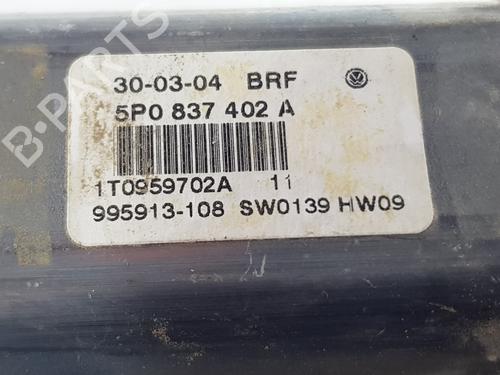 30-03-04 BRF
5P0 837 402 A
1T0959702A 11
995913-108 SW0139 HW09
B-PARTS